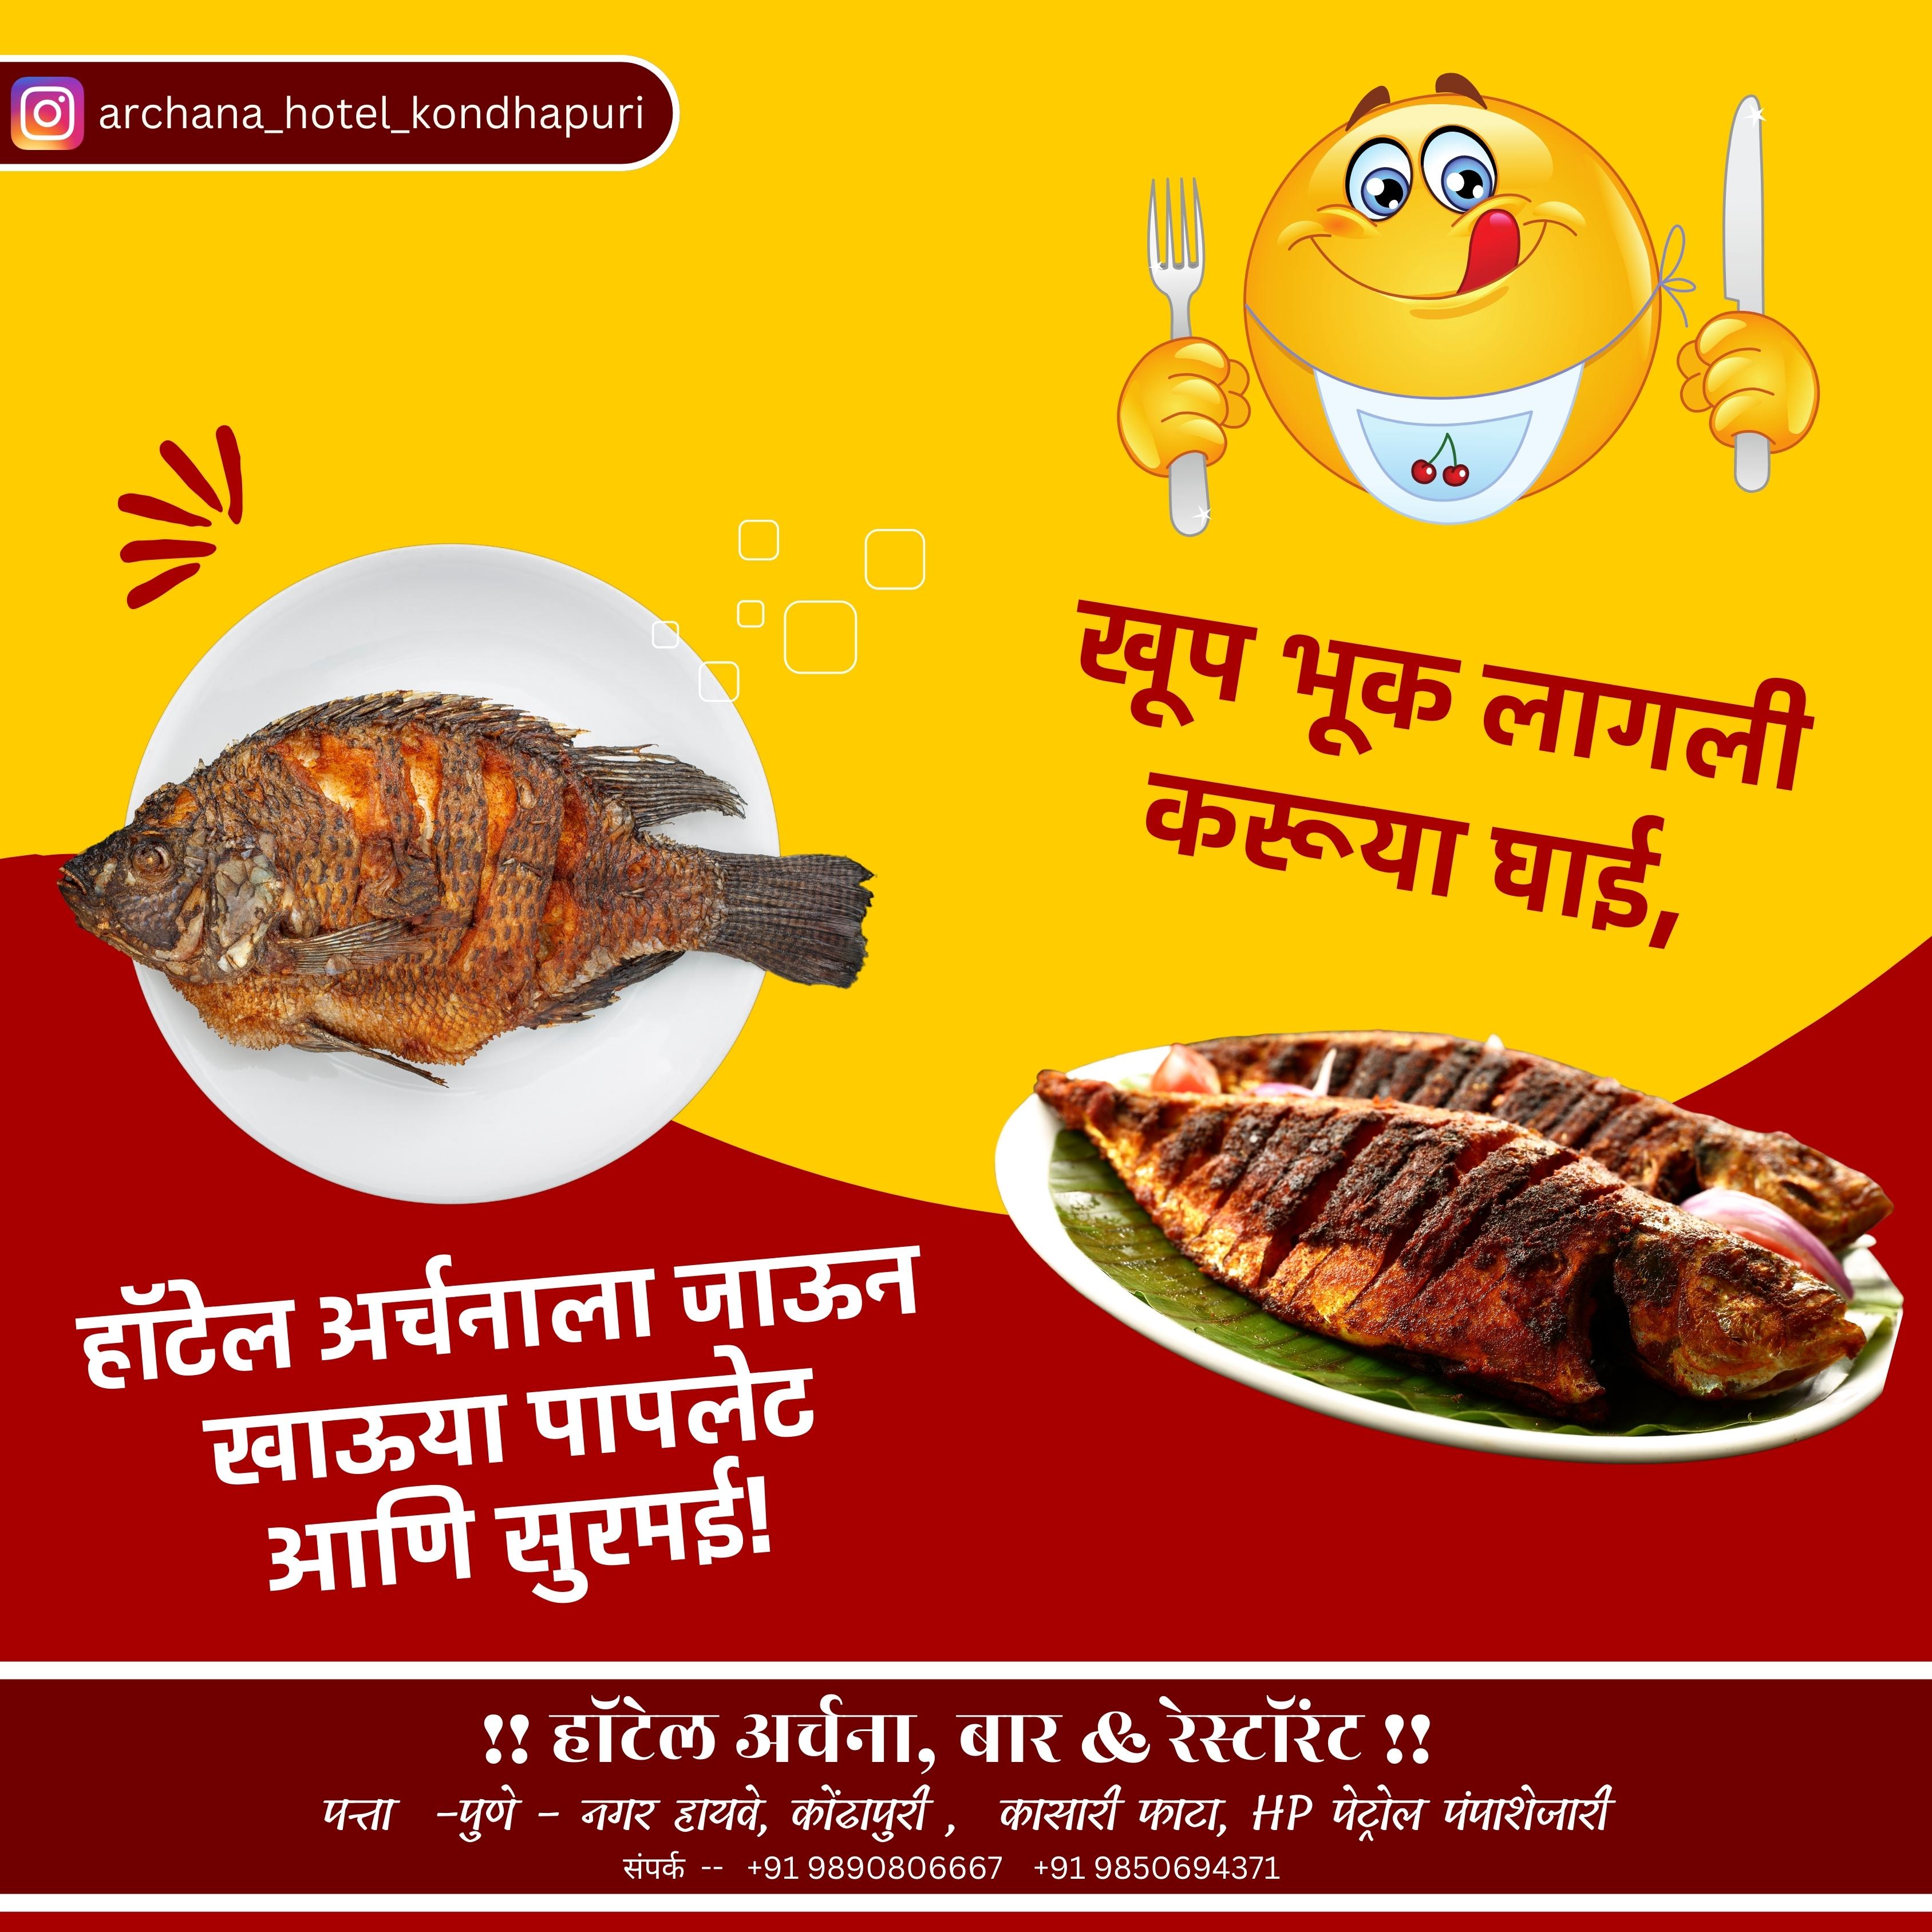 archana_hotel_kondhapuri
खूप भूक लागली
करूया घाई,
हॉटेल अर्चनाला जाऊन
खाऊया पापलेट
आणि सुरमई!
!! हॉटेल अर्चना, बार & रेस्टॉरंट !!
पत्ता -पुणे - नगर हायवे, कोंढापुरी , कासारी फाटा, HP पेट्रोल पंपाशेजारी
संपर्क -- +91 9890806667 +91 9850694371